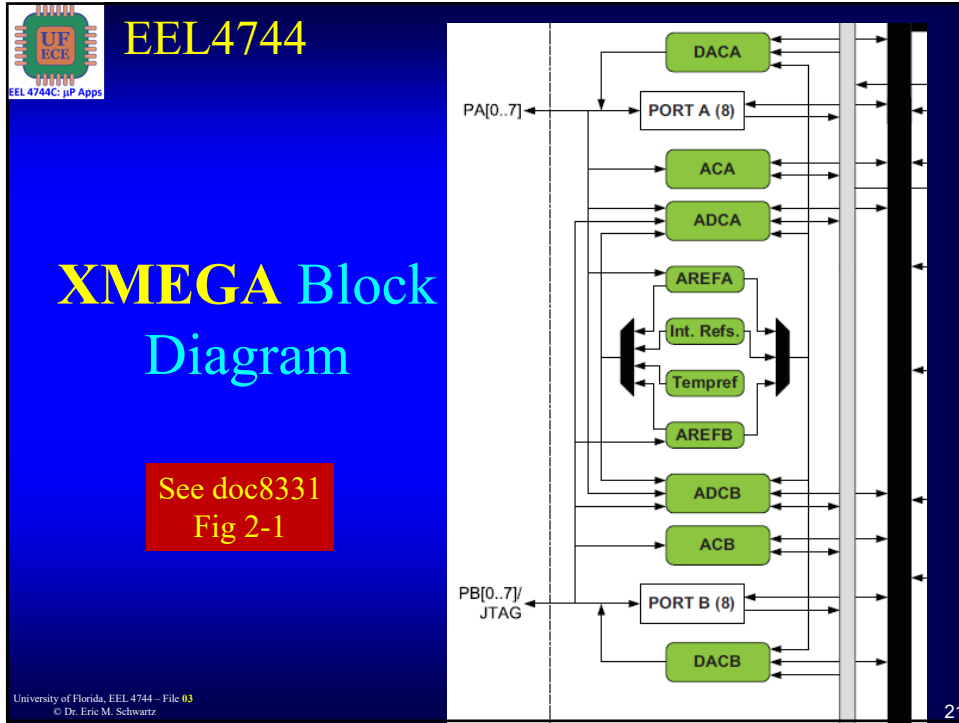 UF
ECE
EEL 4744C: µP Apps
EEL4744
XMEGA Block
Diagram
See doc8331
Fig 2-1
DACA
PA[0..7]
PORT A (8)
ACA
ADCA
AREFA
Int. Refs.
Tempref
AREFB
ADCB
ACB
PB[0..7]/
JTAG
PORT B (8)
DACB
University of Florida, EEL 4744 – File 03
© Dr. Eric M. Schwartz
21